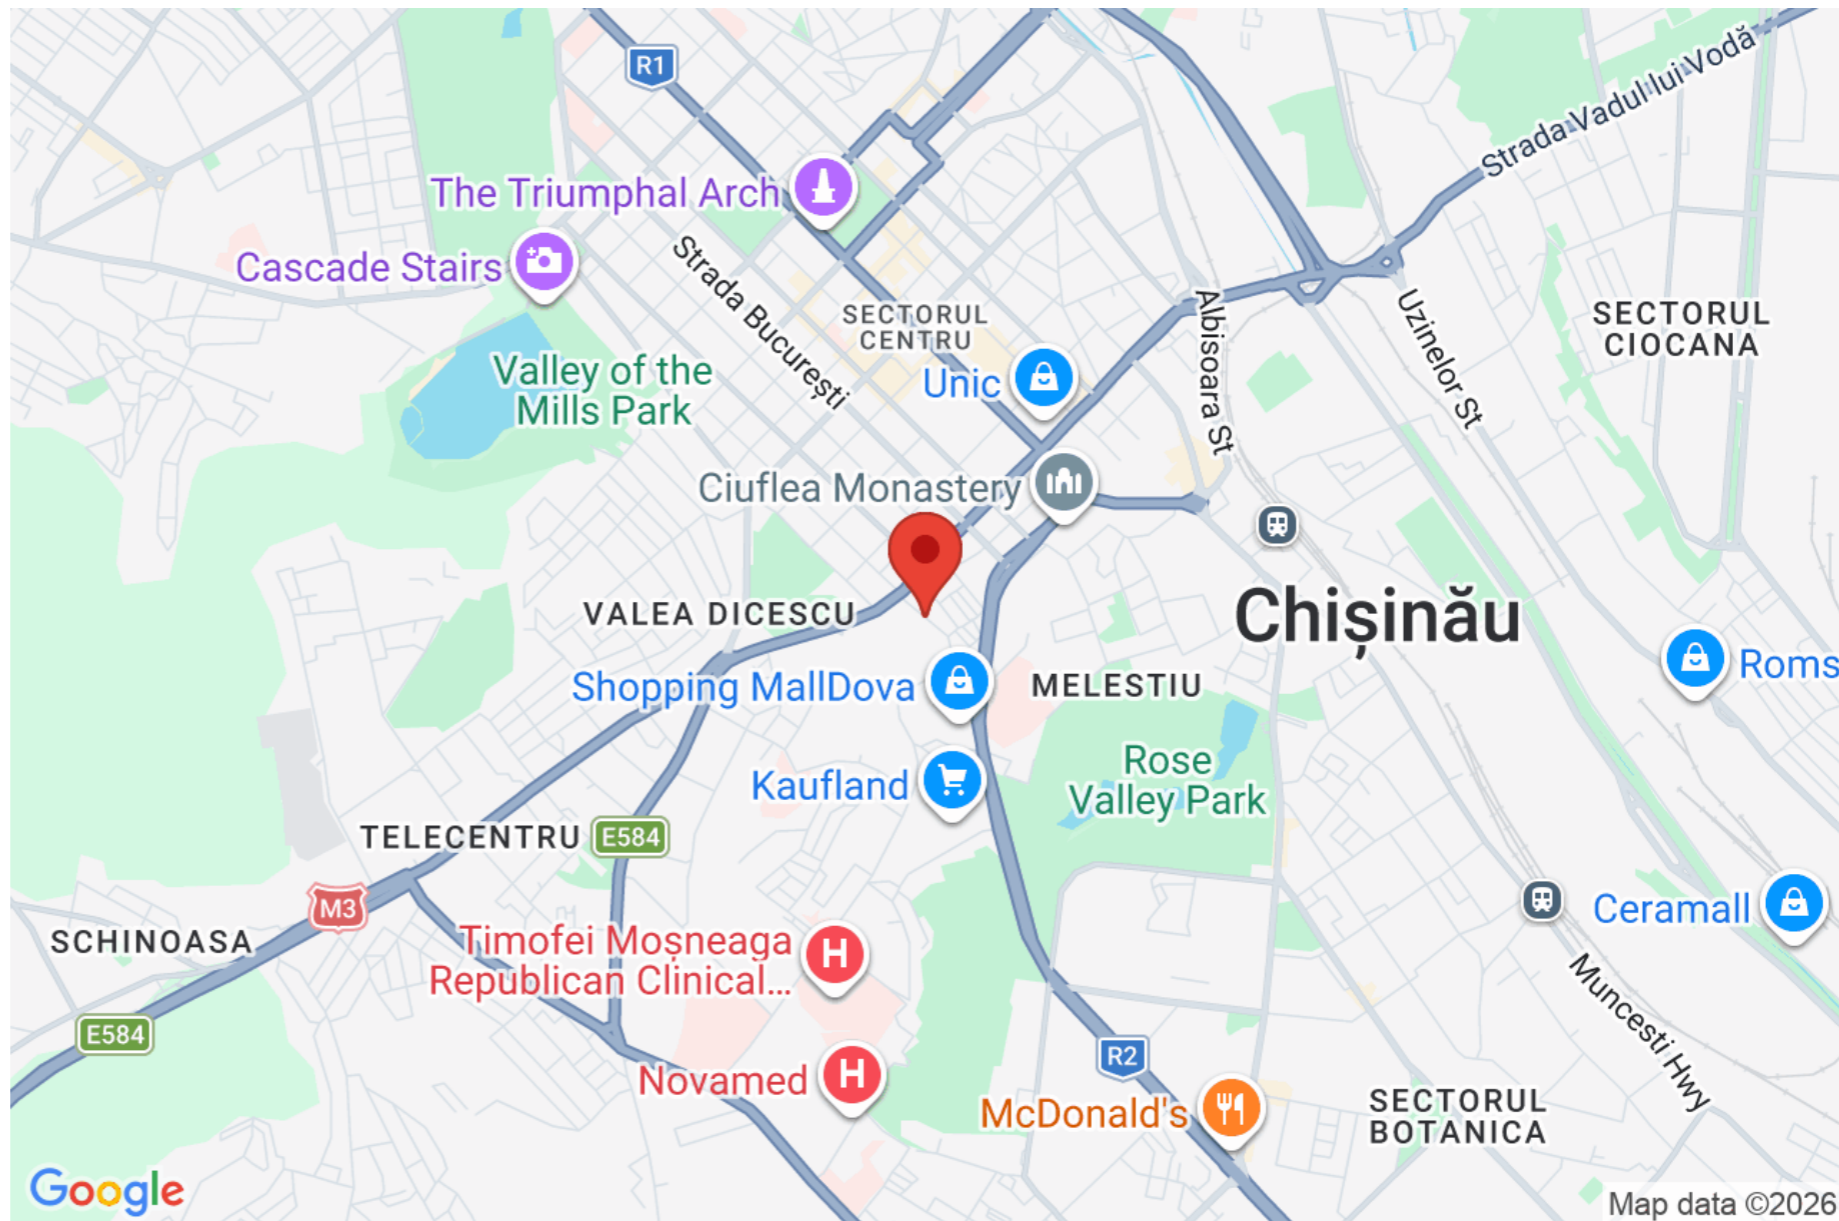 R1
Strada Vadul lui Vodă
The Triumphal Arch
Cascade Stairs
Strada București
SECTORUL
CENTRU
Albisoara St
Uzinelor St
SECTORUL
CIOCANA
Valley of the
Mills Park
Unic
Ciuflea Monastery
VALEA DICESCU
Chișinău
Shopping MallDova
MELESTIU
Roms
Kaufland
Rose
Valley Park
TELECENTRU
E584
M3
Ceramall
SCHINOASA
Timofei Moșneaga
Republican Clinical...
H
Muncesti Hwy
E584
R2
Novamed
H
McDonald's
SECTORUL
BOTANICA
Google
Map data ©2026